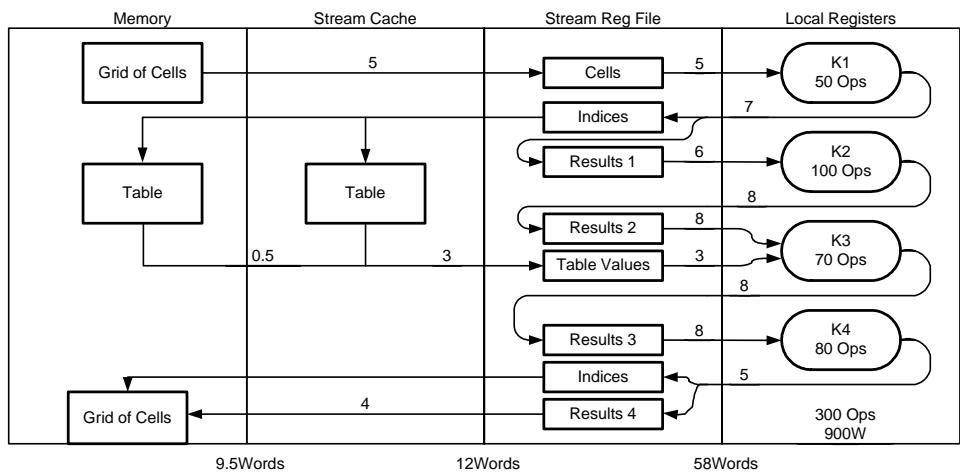 Memory
Stream Cache
Stream Reg File
Local Registers
Grid of Cells
5
Cells
5
K1
50 Ops
Indices
7
Results 1
6
K2
100 Ops
Table
Table
8
Results 2
8
K3
70 Ops
0.5
3
Table Values
3
8
Results 3
8
K4
80 Ops
Indices
5
Grid of Cells
4
Results 4
300 Ops
900W
9.5Words
12Words
58Words